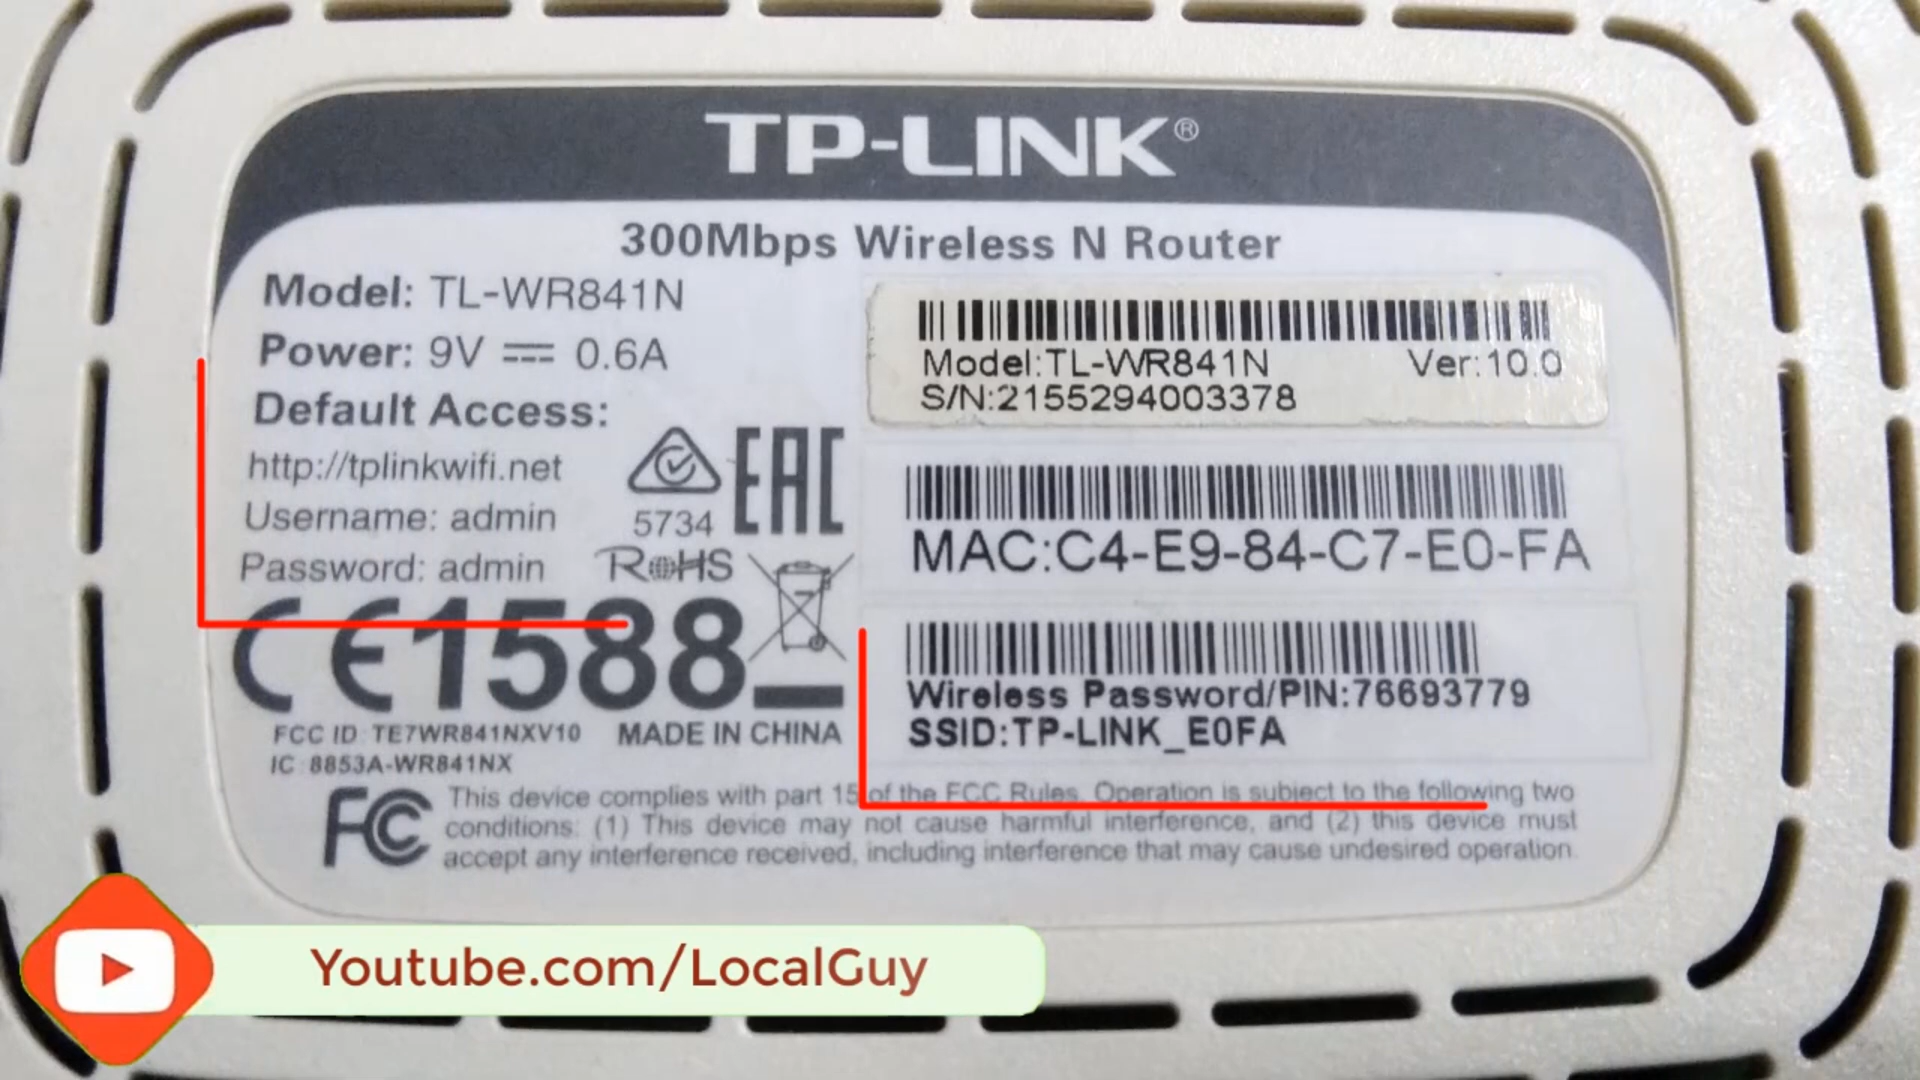 TP-LINK®
300Mbps Wireless N Router
Model: TL-WR841N
Power: 9V ⎓ 0.6A
Default Access:
http://tplinkwifi.net
Username: admin
Password: admin
5734
EAC
RoHS
CE1588
FCC ID: TE7WR841NXV10
IC: 8853A-WR841NX
MADE IN CHINA
Model:TL-WR841N Ver:10.0
S/N:2155294003378
MAC:C4-E9-84-C7-E0-FA
Wireless Password/PIN:76693779
SSID:TP-LINK_E0FA
FC
This device complies with part 15 of the FCC Rules. Operation is subject to the following two
conditions: (1) This device may not cause harmful interference, and (2) this device must
accept any interference received, including interference that may cause undesired operation.
Youtube.com/LocalGuy